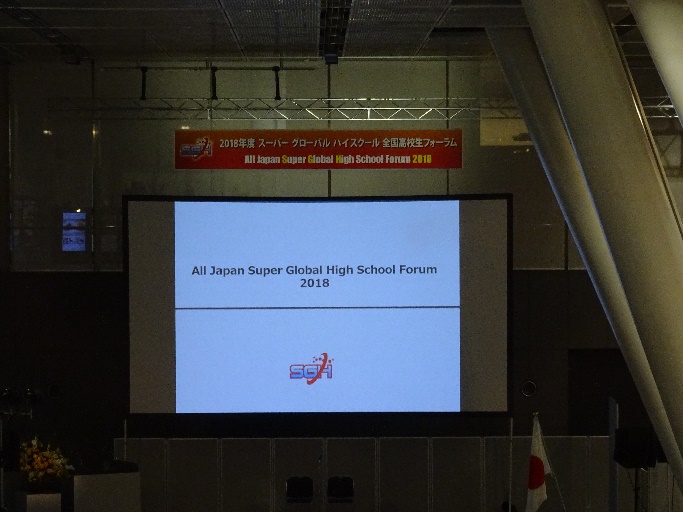 SGH
2018年度 スーパー グローバル ハイスクール 全国高校生フォーラム
All Japan Super Global High School Forum 2018
All Japan Super Global High School Forum
2018
SGH